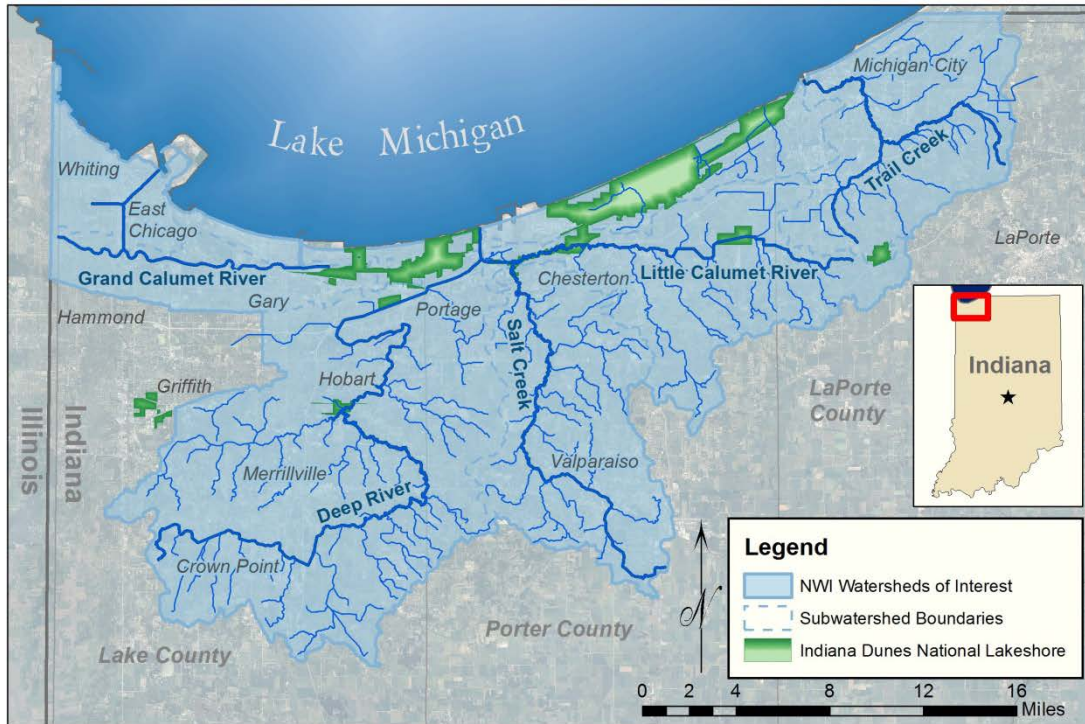 Michigan City
Lake Michigan
Whiting
East
Chicago
Trail Creek
LaPorte
Grand Calumet River
Chesterton
Little Calumet River
Gary
Portage
Hammond
Salt Creek
Indiana
Griffith
Hobart
LaPorte
County
Illinois
Indiana
Merrillville
Valparaiso
Deep River
Crown Point
Legend
N
NWI Watersheds of Interest
Subwatershed Boundaries
Porter County
Lake County
Indiana Dunes National Lakeshore
0 2 4 8 12 16
Miles